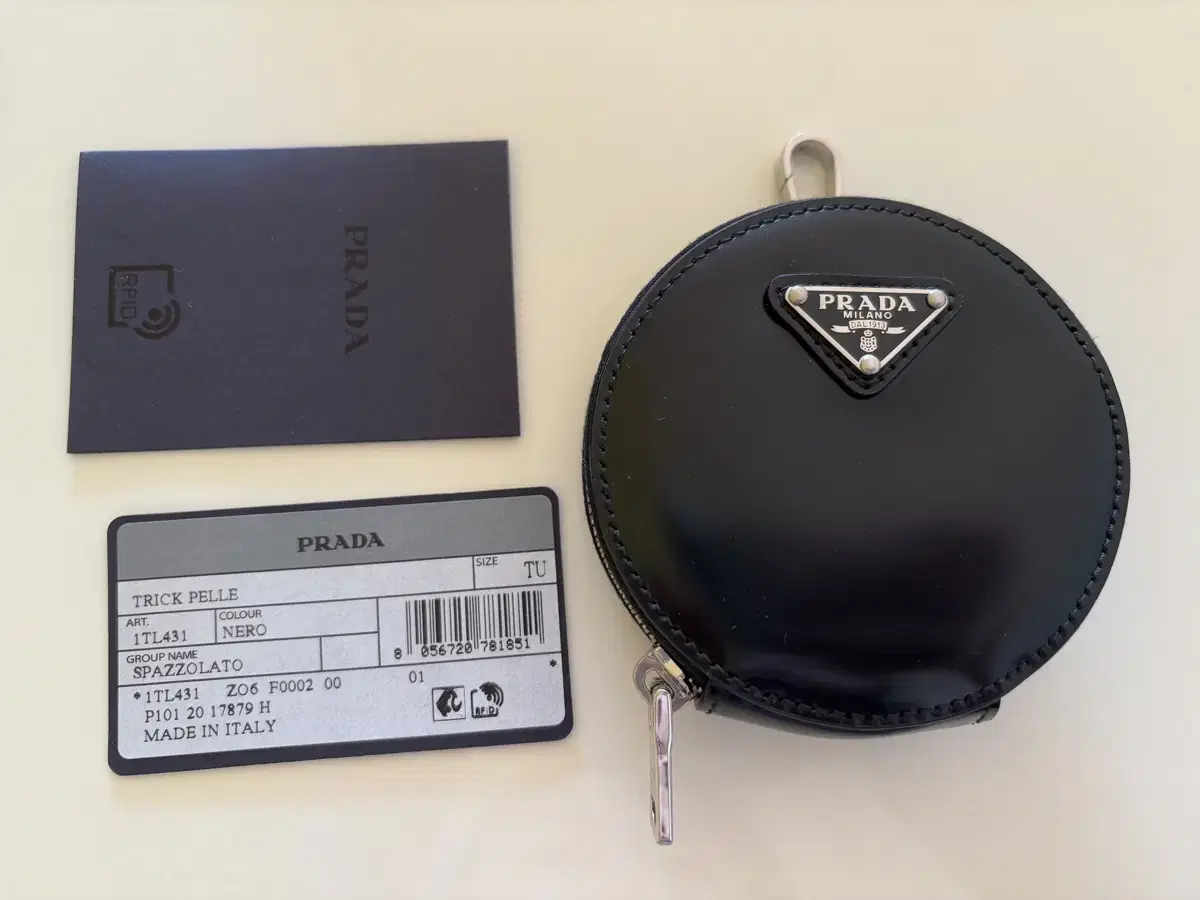 PRADA
RFID
PRADA
SIZE
TU
TRICK PELLE
ART.
1TL431
COLOUR
NERO
GROUP NAME
SPAZZOLATO
8 056720 781851
*1TL431 ZO6 F0002 00 01 *
P101 20 17879 H
MADE IN ITALY
RFID
PRADA
MILANO
DAL 1913